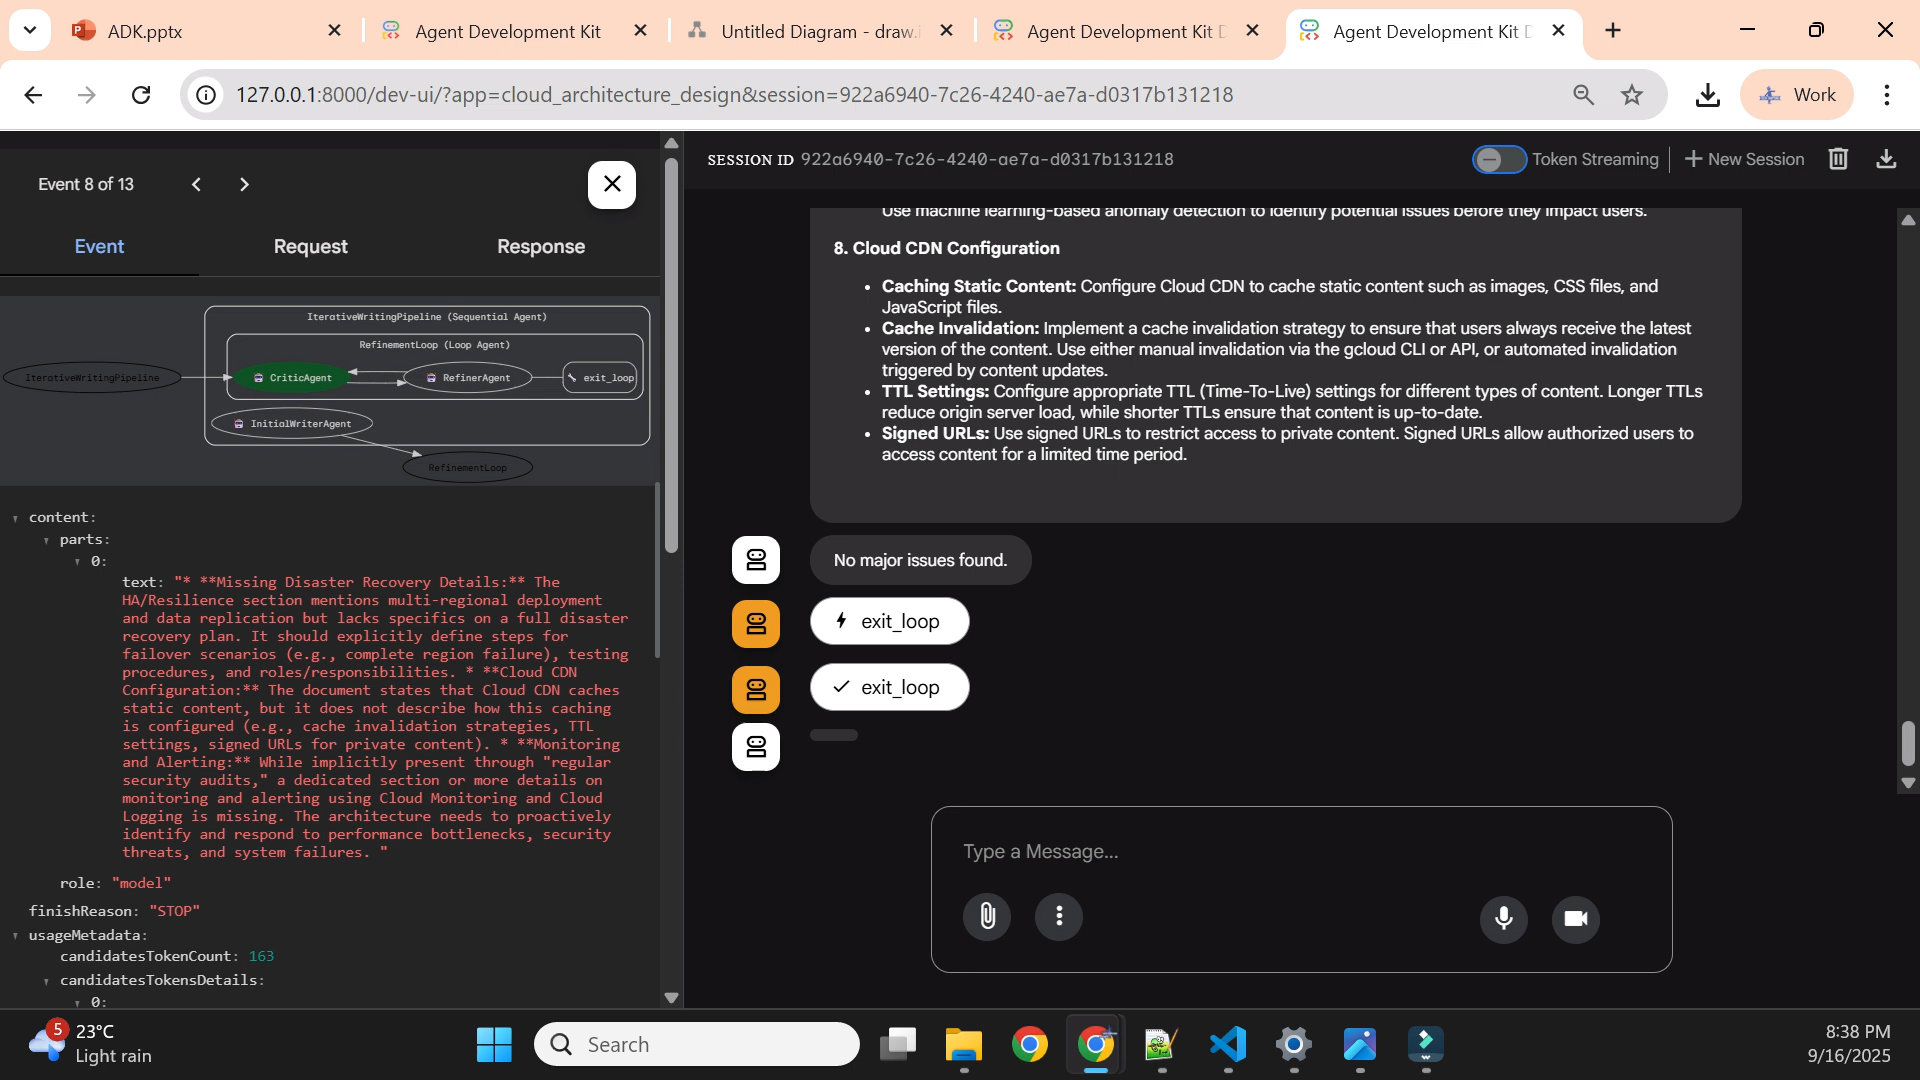 ADK.pptx
Agent Development Kit
Untitled Diagram - draw.i
Agent Development Kit D
Agent Development Kit D
127.0.0.1:8000/dev-ui/?app=cloud_architecture_design&session=922a6940-7c26-4240-ae7a-d0317b131218
Work
Event 8 of 13
Event
Request
Response
IterativeWritingPipeline (Sequential Agent)
RefinementLoop (Loop Agent)
IterativeWritingPipeline
CriticAgent
RefinerAgent
exit_loop
InitialWriterAgent
RefinementLoop
content:
parts:
0:
text: "* **Missing Disaster Recovery Details:** The
HA/Resilience section mentions multi-regional deployment
and data replication but lacks specifics on a full disaster
recovery plan. It should explicitly define steps for
failover scenarios (e.g., complete region failure), testing
procedures, and roles/responsibilities. * **Cloud CDN
Configuration:** The document states that Cloud CDN caches
static content, but it does not describe how this caching
is configured (e.g., cache invalidation strategies, TTL
settings, signed URLs for private content). * **Monitoring
and Alerting:** While implicitly present through "regular
security audits," a dedicated section or more details on
monitoring and alerting using Cloud Monitoring and Cloud
Logging is missing. The architecture needs to proactively
identify and respond to performance bottlenecks, security
threats, and system failures. "
role: "model"
finishReason: "STOP"
usageMetadata:
candidatesTokenCount: 163
candidatesTokensDetails:
0:
SESSION ID 922a6940-7c26-4240-ae7a-d0317b131218
Token Streaming
New Session
Use machine learning-based anomaly detection to identify potential issues before they impact users.
8. Cloud CDN Configuration
• Caching Static Content: Configure Cloud CDN to cache static content such as images, CSS files, and
JavaScript files.
• Cache Invalidation: Implement a cache invalidation strategy to ensure that users always receive the latest
version of the content. Use either manual invalidation via the gcloud CLI or API, or automated invalidation
triggered by content updates.
• TTL Settings: Configure appropriate TTL (Time-To-Live) settings for different types of content. Longer TTLs
reduce origin server load, while shorter TTLs ensure that content is up-to-date.
• Signed URLs: Use signed URLs to restrict access to private content. Signed URLs allow authorized users to
access content for a limited time period.
No major issues found.
exit_loop
exit_loop
Type a Message...
5
23°C
Light rain
Search
8:38 PM
9/16/2025